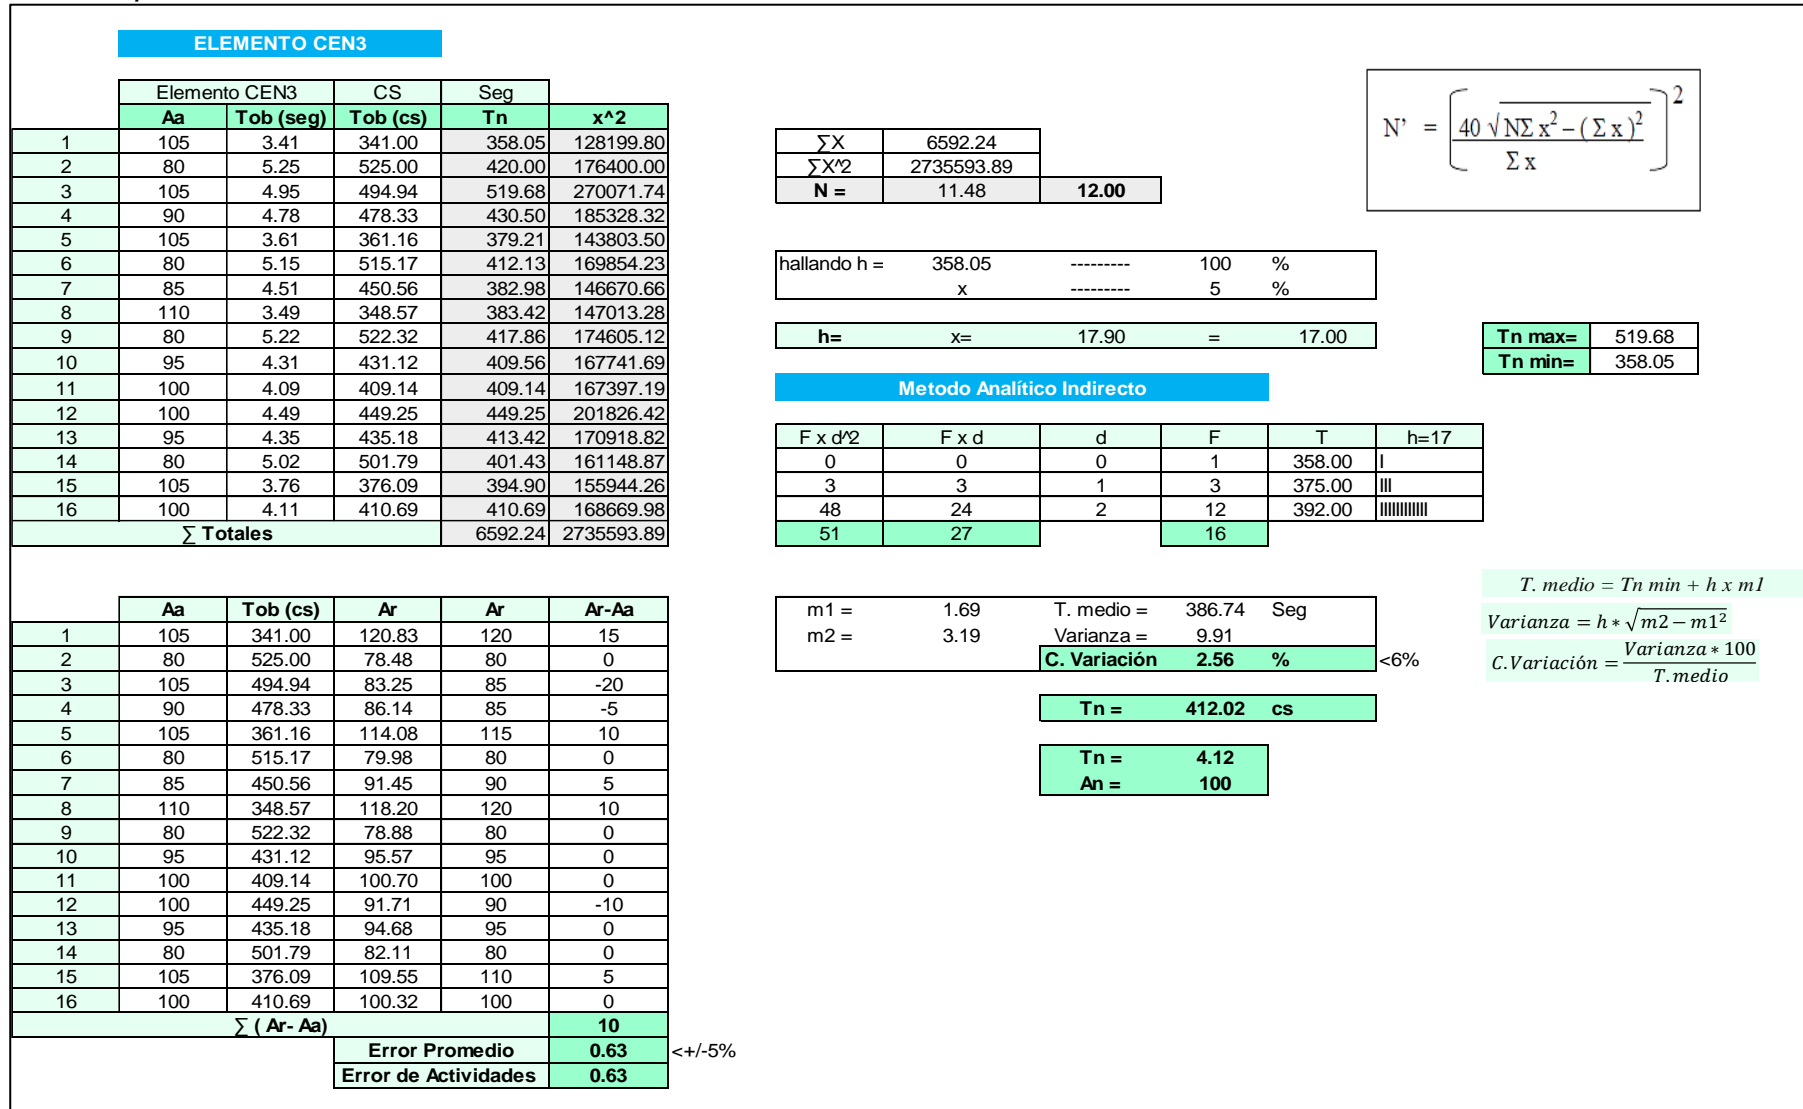 ELEMENTO CEN3
Elemento CEN3 CS Seg
Aa Tob (seg) Tob (cs) Tn x^2
1 105 3.41 341.00 358.05 128199.80
2 80 5.25 525.00 420.00 176400.00
3 105 4.95 494.94 519.68 270071.74
4 90 4.78 478.33 430.50 185328.32
5 105 3.61 361.16 379.21 143803.50
6 80 5.15 515.17 412.13 169854.23
7 85 4.51 450.56 382.98 146670.66
8 110 3.49 348.57 383.42 147013.28
9 80 5.22 522.32 417.86 174605.12
10 95 4.31 431.12 409.56 167741.69
11 100 4.09 409.14 409.14 167397.19
12 100 4.49 449.25 449.25 201826.42
13 95 4.35 435.18 413.42 170918.82
14 80 5.02 501.79 401.43 161148.87
15 105 3.76 376.09 394.90 155944.26
16 100 4.11 410.69 410.69 168669.98
∑ Totales 6592.24 2735593.89
∑X 6592.24
∑X^2 2735593.89
N = 11.48 12.00
N' = [ 40 √ NΣ x² – ( Σ x )² / Σ x ] ²
hallando h = 358.05 --------- 100 %
x --------- 5 %
h= x= 17.90 = 17.00
Tn max= 519.68
Tn min= 358.05
Metodo Analítico Indirecto
F x d^2 F x d d F T h=17
0 0 0 1 358.00 I
3 3 1 3 375.00 III
48 24 2 12 392.00 IIIIIIIIIIII
51 27 16
Aa Tob (cs) Ar Ar Ar-Aa
1 105 341.00 120.83 120 15
2 80 525.00 78.48 80 0
3 105 494.94 83.25 85 -20
4 90 478.33 86.14 85 -5
5 105 361.16 114.08 115 10
6 80 515.17 79.98 80 0
7 85 450.56 91.45 90 5
8 110 348.57 118.20 120 10
9 80 522.32 78.88 80 0
10 95 431.12 95.57 95 0
11 100 409.14 100.70 100 0
12 100 449.25 91.71 90 -10
13 95 435.18 94.68 95 0
14 80 501.79 82.11 80 0
15 105 376.09 109.55 110 5
16 100 410.69 100.32 100 0
∑ ( Ar- Aa) 10
Error Promedio 0.63 <+/-5%
Error de Actividades 0.63
m1 = 1.69 T. medio = 386.74 Seg
m2 = 3.19 Varianza = 9.91
C. Variación 2.56 % <6%
Tn = 412.02 cs
Tn = 4.12
An = 100
T. medio = Tn min + h x m1
Varianza = h * √m2 − m1²
C.Variación = Varianza * 100 / T.medio